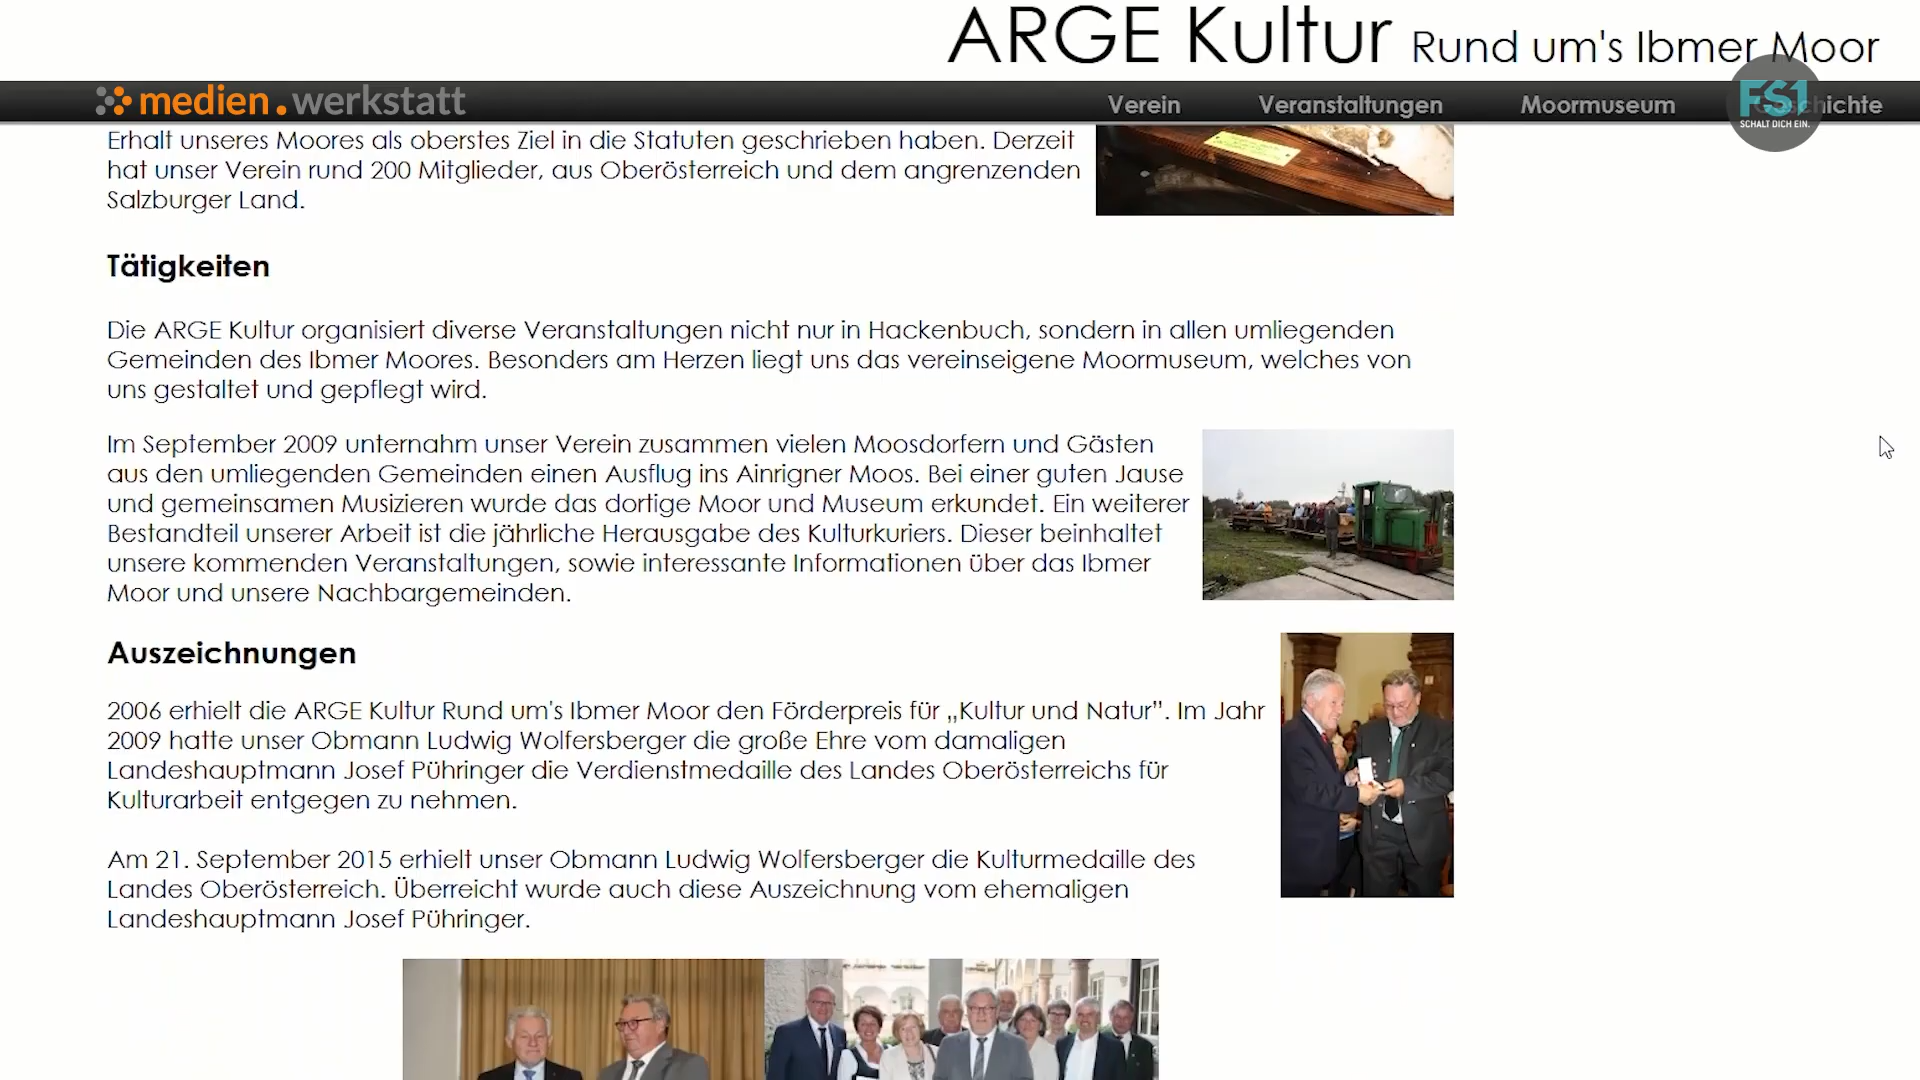 ARGE Kultur Rund um's Ibmer Moor
medien.werkstatt
Verein Veranstaltungen Moormuseum
FS1
SCHALT DICH EIN.
Erhalt unseres Moores als oberstes Ziel in die Statuten geschrieben haben. Derzeit
hat unser Verein rund 200 Mitglieder, aus Oberösterreich und dem angrenzenden
Salzburger Land.
Tätigkeiten
Die ARGE Kultur organisiert diverse Veranstaltungen nicht nur in Hackenbuch, sondern in allen umliegenden
Gemeinden des Ibmer Moores. Besonders am Herzen liegt uns das vereinseigene Moormuseum, welches von
uns gestaltet und gepflegt wird.
Im September 2009 unternahm unser Verein zusammen vielen Moosdorfern und Gästen
aus den umliegenden Gemeinden einen Ausflug ins Ainrigner Moos. Bei einer guten Jause
und gemeinsamen Musizieren wurde das dortige Moor und Museum erkundet. Ein weiterer
Bestandteil unserer Arbeit ist die jährliche Herausgabe des Kulturkuriers. Dieser beinhaltet
unsere kommenden Veranstaltungen, sowie interessante Informationen über das Ibmer
Moor und unsere Nachbargemeinden.
Auszeichnungen
2006 erhielt die ARGE Kultur Rund um's Ibmer Moor den Förderpreis für „Kultur und Natur”. Im Jahr
2009 hatte unser Obmann Ludwig Wolfersberger die große Ehre vom damaligen
Landeshauptmann Josef Pühringer die Verdienstmedaille des Landes Oberösterreichs für
Kulturarbeit entgegen zu nehmen.
Am 21. September 2015 erhielt unser Obmann Ludwig Wolfersberger die Kulturmedaille des
Landes Oberösterreich. Überreicht wurde auch diese Auszeichnung vom ehemaligen
Landeshauptmann Josef Pühringer.